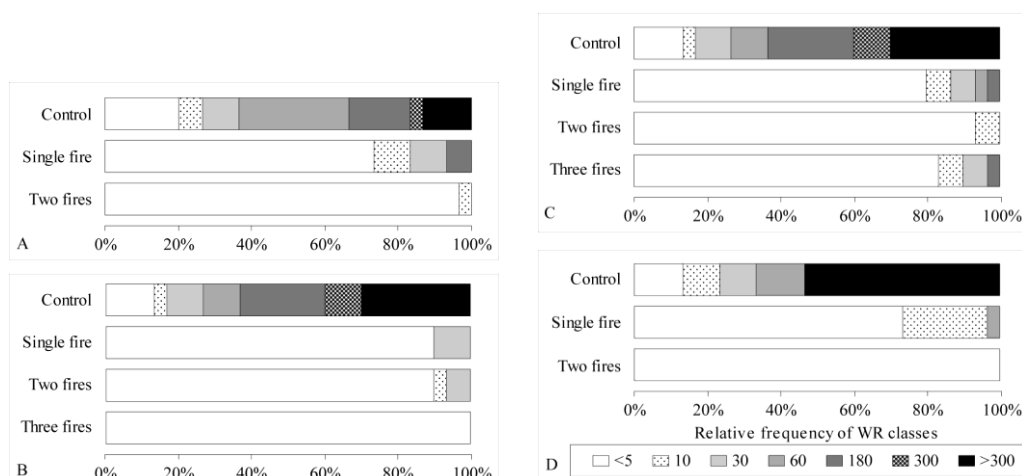 Control
Single fire
Two fires
A
0% 20% 40% 60% 80% 100%
Control
Single fire
Two fires
Three fires
B
0% 20% 40% 60% 80% 100%
Control
Single fire
Two fires
Three fires
C
0% 20% 40% 60% 80% 100%
Control
Single fire
Two fires
0% 20% 40% 60% 80% 100%
Relative frequency of WR classes
D
<5 10 30 60 180 300 >300